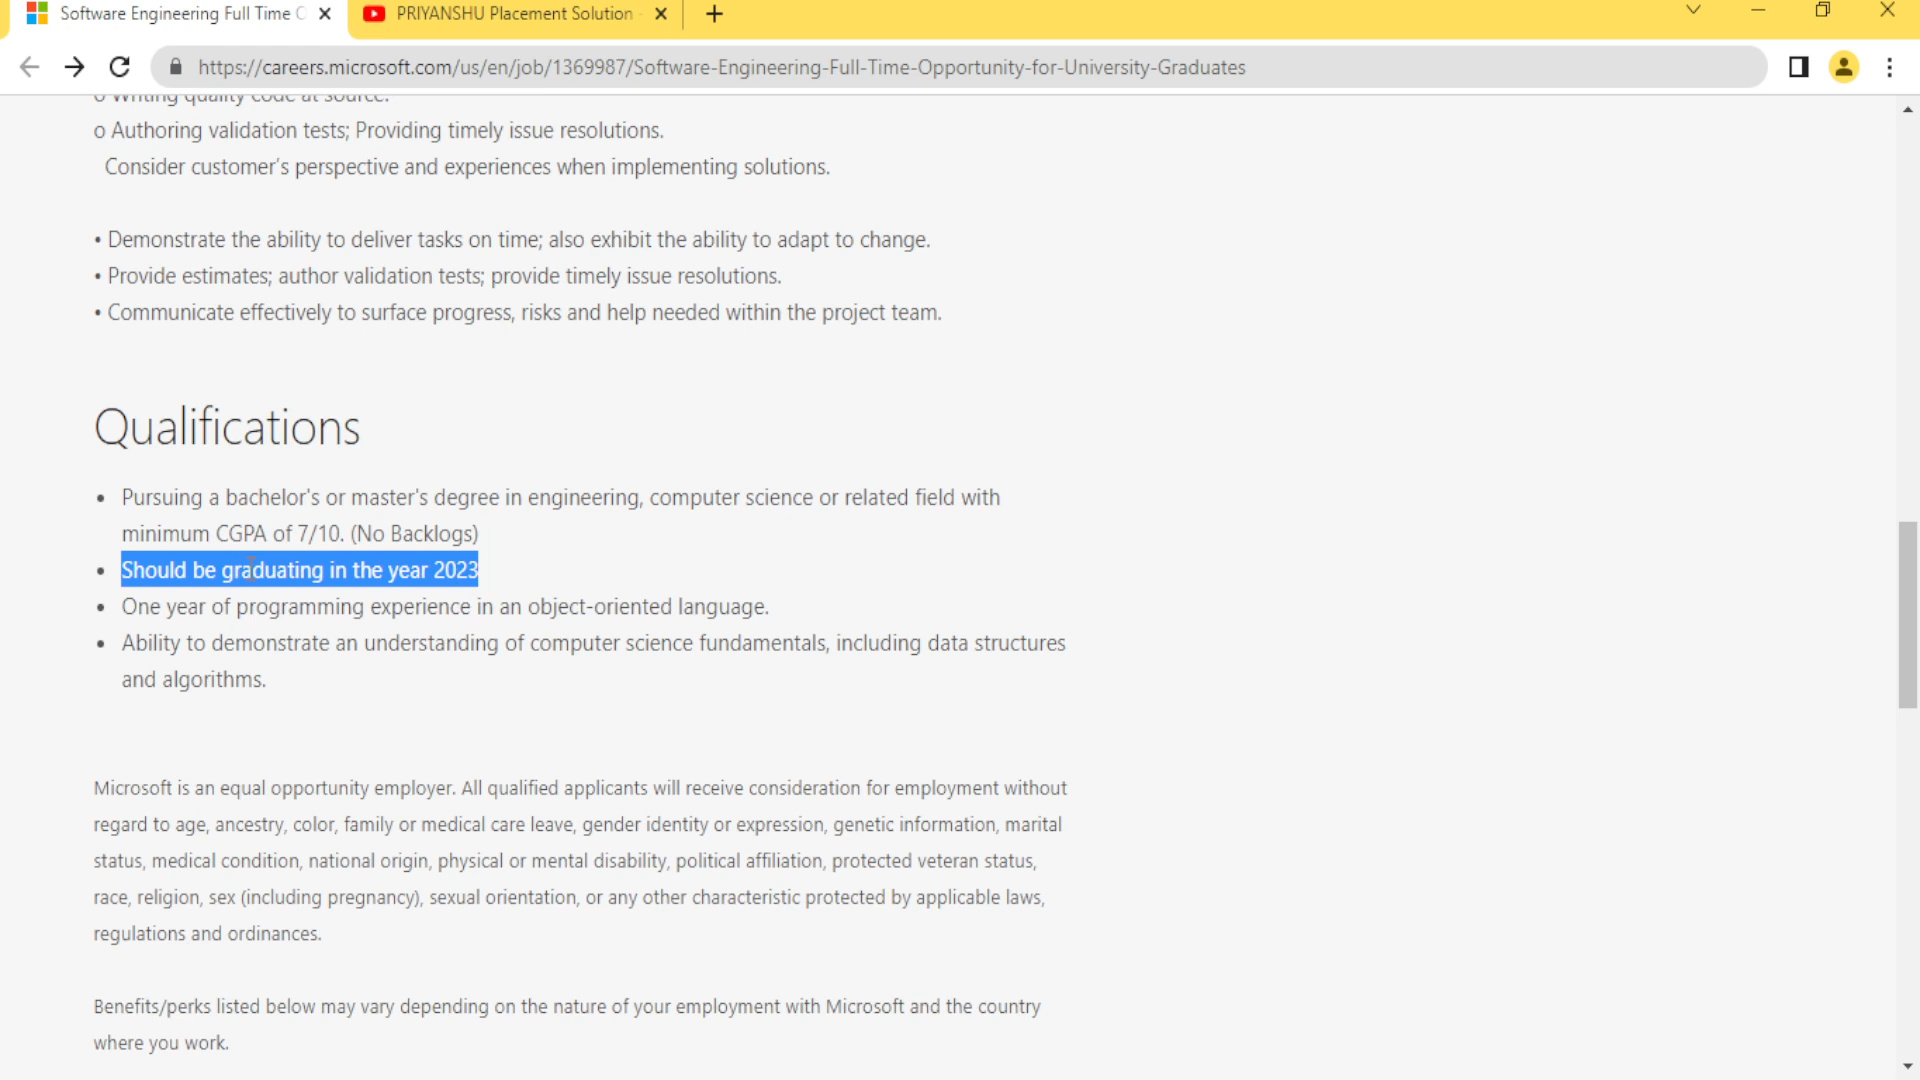 Software Engineering Full Time
PRIYANSHU Placement Solution
https://careers.microsoft.com/us/en/job/1369987/Software-Engineering-Full-Time-Opportunity-for-University-Graduates
o Writing quality code at source.
o Authoring validation tests; Providing timely issue resolutions.
Consider customer's perspective and experiences when implementing solutions.
• Demonstrate the ability to deliver tasks on time; also exhibit the ability to adapt to change.
• Provide estimates; author validation tests; provide timely issue resolutions.
• Communicate effectively to surface progress, risks and help needed within the project team.
Qualifications
• Pursuing a bachelor's or master's degree in engineering, computer science or related field with
minimum CGPA of 7/10. (No Backlogs)
• Should be graduating in the year 2023
• One year of programming experience in an object-oriented language.
• Ability to demonstrate an understanding of computer science fundamentals, including data structures
and algorithms.
Microsoft is an equal opportunity employer. All qualified applicants will receive consideration for employment without
regard to age, ancestry, color, family or medical care leave, gender identity or expression, genetic information, marital
status, medical condition, national origin, physical or mental disability, political affiliation, protected veteran status,
race, religion, sex (including pregnancy), sexual orientation, or any other characteristic protected by applicable laws,
regulations and ordinances.
Benefits/perks listed below may vary depending on the nature of your employment with Microsoft and the country
where you work.